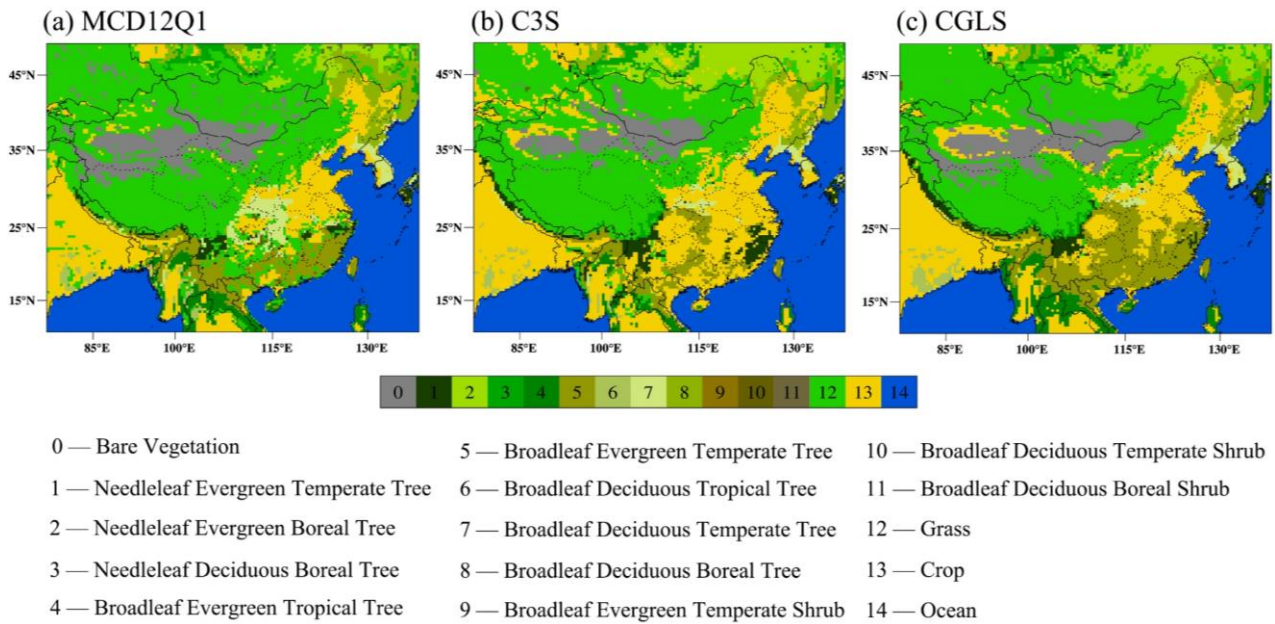 (a) MCD12Q1
(b) C3S
(c) CGLS
45°N
35°N
25°N
15°N
85°E 100°E 115°E 130°E
45°N
35°N
25°N
15°N
85°E 100°E 115°E 130°E
45°N
35°N
25°N
15°N
85°E 100°E 115°E 130°E
0 1 2 3 4 5 6 7 8 9 10 11 12 13 14
0 — Bare Vegetation
1 — Needleleaf Evergreen Temperate Tree
2 — Needleleaf Evergreen Boreal Tree
3 — Needleleaf Deciduous Boreal Tree
4 — Broadleaf Evergreen Tropical Tree
5 — Broadleaf Evergreen Temperate Tree
6 — Broadleaf Deciduous Tropical Tree
7 — Broadleaf Deciduous Temperate Tree
8 — Broadleaf Deciduous Boreal Tree
9 — Broadleaf Evergreen Temperate Shrub
10 — Broadleaf Deciduous Temperate Shrub
11 — Broadleaf Deciduous Boreal Shrub
12 — Grass
13 — Crop
14 — Ocean